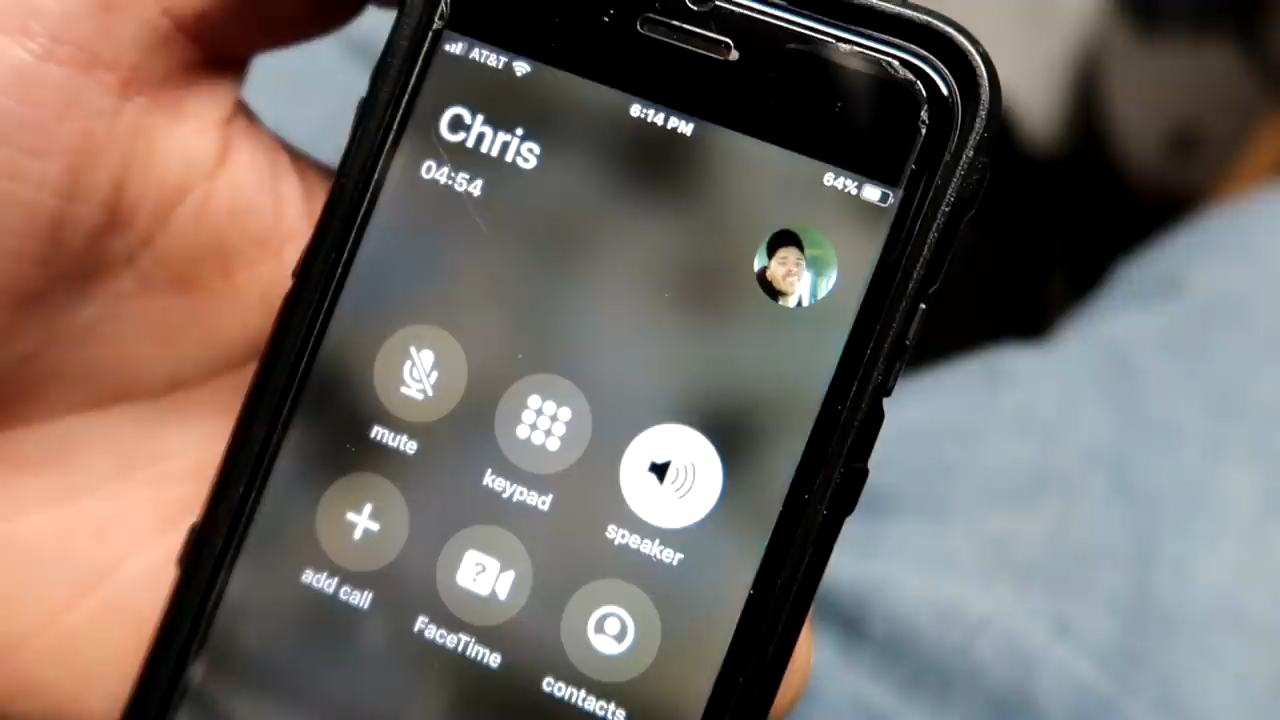 AT&T
6:14 PM
64%
Chris
04:54
mute
keypad
speaker
add call
FaceTime
contacts